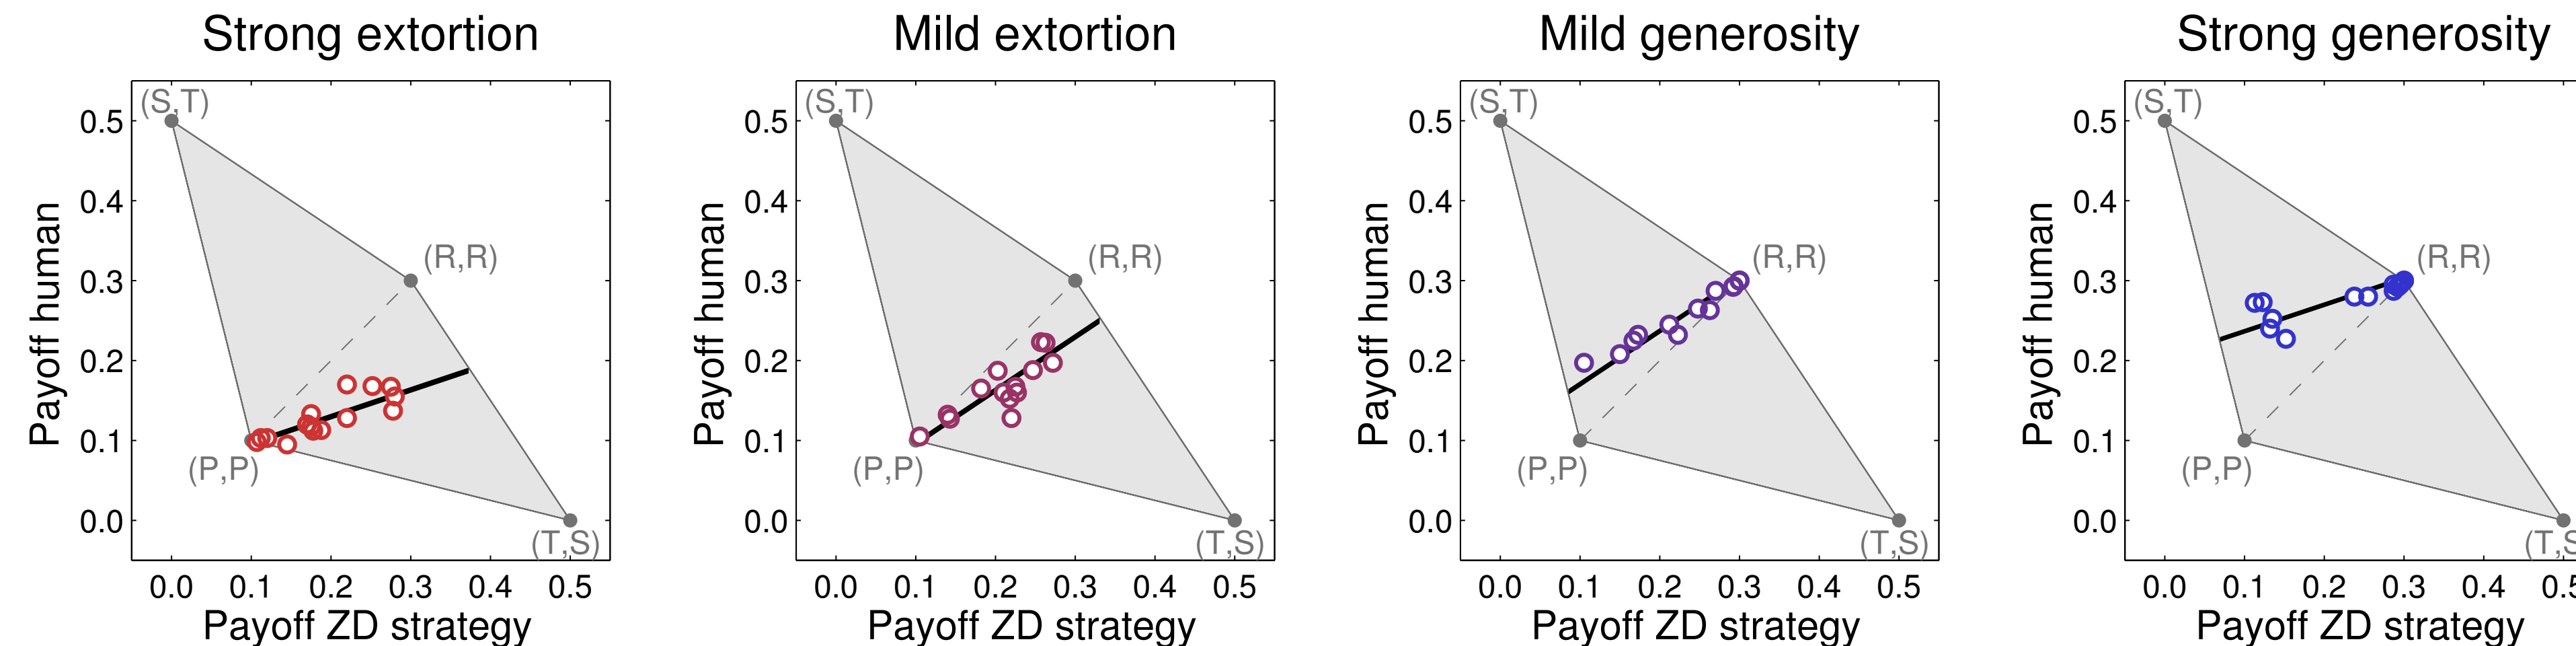 Strong extortion
(S,T)
0.5
0.4
0.3
0.2
0.1
0.0
Payoff human
(R,R)
(P,P)
(T,S)
0.0 0.1 0.2 0.3 0.4 0.5
Payoff ZD strategy
Mild extortion
(S,T)
0.5
0.4
0.3
0.2
0.1
0.0
Payoff human
(R,R)
(P,P)
(T,S)
0.0 0.1 0.2 0.3 0.4 0.5
Payoff ZD strategy
Mild generosity
(S,T)
0.5
0.4
0.3
0.2
0.1
0.0
Payoff human
(R,R)
(P,P)
(T,S)
0.0 0.1 0.2 0.3 0.4 0.5
Payoff ZD strategy
Strong generosity
(S,T)
0.5
0.4
0.3
0.2
0.1
0.0
Payoff human
(R,R)
(P,P)
(T,S
0.0 0.1 0.2 0.3 0.4 0.5
Payoff ZD strategy